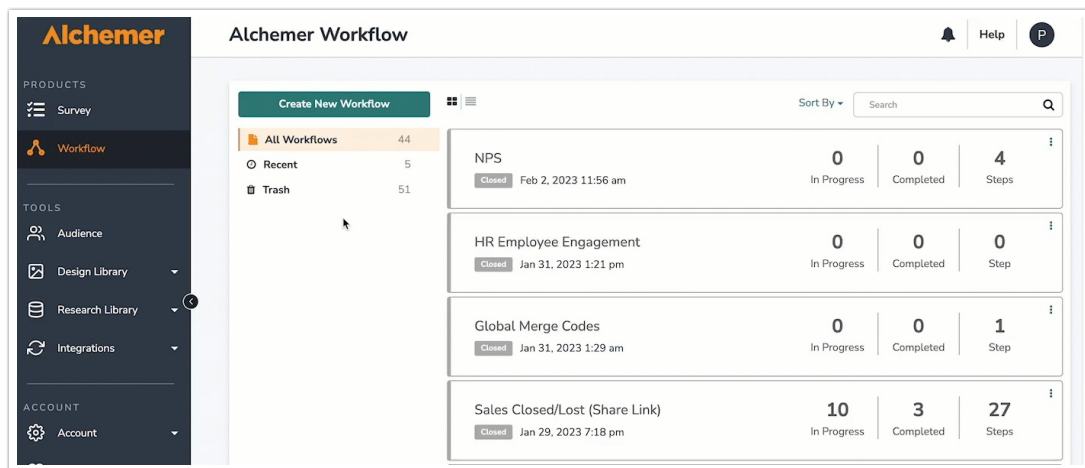 Alchemer
Alchemer Workflow
Help
P
PRODUCTS
Survey
Workflow
TOOLS
Audience
Design Library
Research Library
Integrations
ACCOUNT
Account
Create New Workflow
All Workflows 44
Recent 5
Trash 51
Sort By
Search
NPS
Closed Feb 2, 2023 11:56 am
0 0 4
In Progress Completed Steps
HR Employee Engagement
Closed Jan 31, 2023 1:21 pm
0 0 0
In Progress Completed Step
Global Merge Codes
Closed Jan 31, 2023 1:29 am
0 0 1
In Progress Completed Step
Sales Closed/Lost (Share Link)
Closed Jan 29, 2023 7:18 pm
10 3 27
In Progress Completed Steps